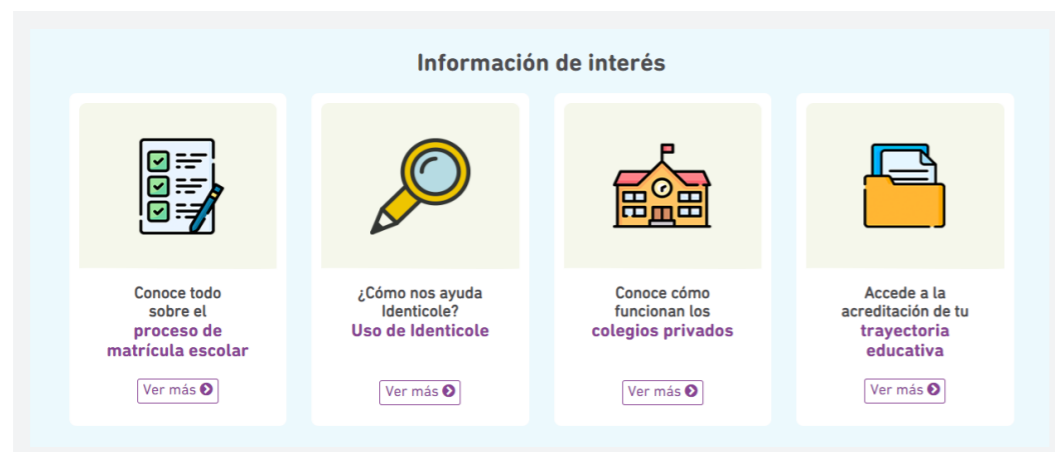 Información de interés
Conoce todo
sobre el
proceso de
matrícula escolar
Ver más
¿Cómo nos ayuda
Identicole?
Uso de Identicole
Ver más
Conoce cómo
funcionan los
colegios privados
Ver más
Accede a la
acreditación de tu
trayectoria
educativa
Ver más